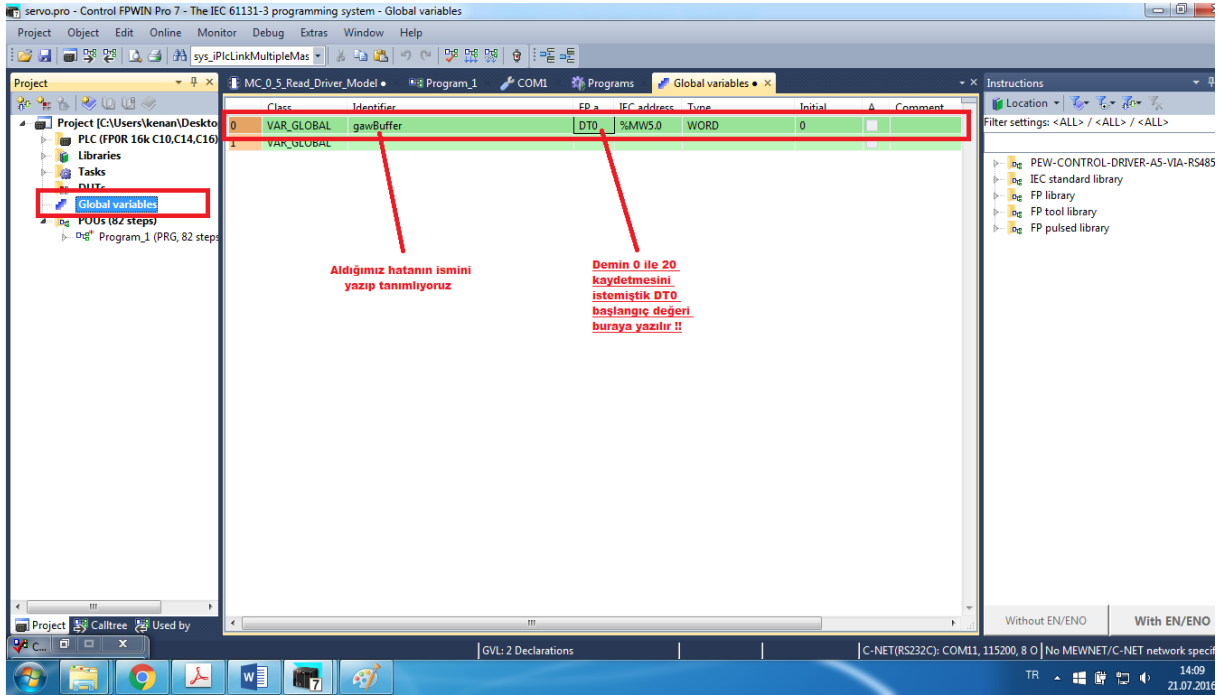 servo.pro - Control FPWIN Pro 7 - The IEC 61131-3 programming system - Global variables
Project Object Edit Online Monitor Debug Extras Window Help
sys_iPlcLinkMultipleMas
Project
MC_0.5_Read_Driver_Model
Program_1
COM1
Programs
Global variables
Instructions
Project [C:\Users\kenan\Deskto
PLC (FP0R 16k C10,C14,C16)
Libraries
Tasks
DUTs
Global variables
POUs (82 steps)
Program_1 (PRG, 82 steps
Class Identifier FP a IEC address Type Initial A Comment
0 VAR_GLOBAL gawBuffer DT0 %MW5.0 WORD 0
1 VAR_GLOBAL
Aldığımız hatanın ismini
yazıp tanımlıyoruz
Demin 0 ile 20
kaydetmesini
istemiştik DT0
başlangıç değeri
buraya yazılır !!
Location
Filter settings: <ALL> / <ALL> / <ALL>
PEW-CONTROL-DRIVER-A5-VIA-RS485
IEC standard library
FP library
FP tool library
FP pulsed library
Without EN/ENO With EN/ENO
Project Calltree Used by
C...
GVL: 2 Declarations
C-NET(RS232C): COM11, 115200, 8 O No MEWNET/C-NET network specif
TR
14:09
21.07.2016